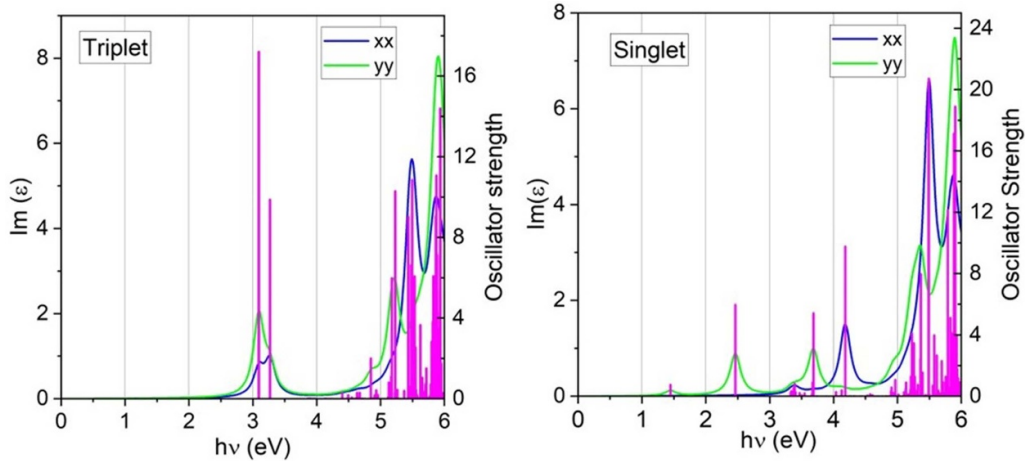 Triplet
xx
yy
8
6
4
2
0
Im (ε)
16
12
8
4
0
Oscillator strength
0 1 2 3 4 5 6
hν (eV)
Singlet
xx
yy
8
6
4
2
0
Im(ε)
24
20
16
12
8
4
0
Oscillator Strength
0 1 2 3 4 5 6
hν (eV)